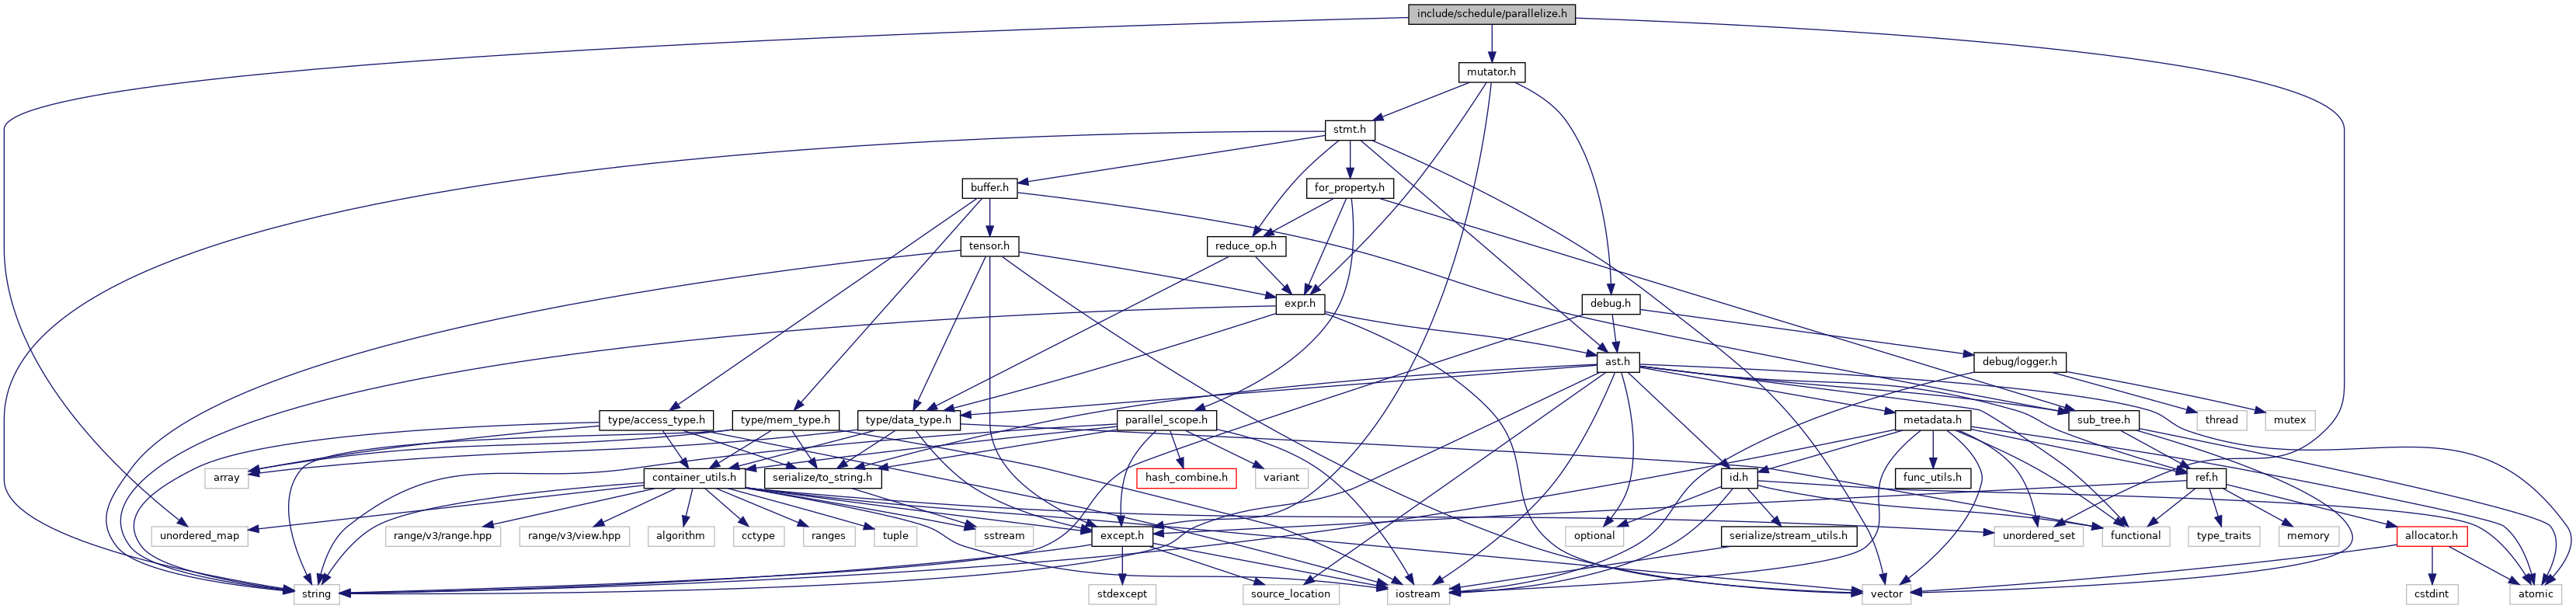 include/schedule/parallelize.h
mutator.h
stmt.h
buffer.h
for_property.h
tensor.h
reduce_op.h
expr.h
debug.h
ast.h
debug/logger.h
type/access_type.h
type/mem_type.h
type/data_type.h
parallel_scope.h
metadata.h
sub_tree.h
thread
mutex
array
container_utils.h
serialize/to_string.h
hash_combine.h
variant
id.h
func_utils.h
ref.h
unordered_map
range/v3/range.hpp
range/v3/view.hpp
algorithm
cctype
ranges
tuple
sstream
except.h
optional
serialize/stream_utils.h
unordered_set
functional
type_traits
memory
allocator.h
string
stdexcept
source_location
iostream
vector
cstdint
atomic